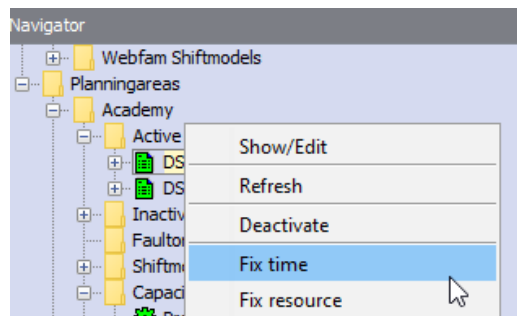 Navigator
Webfam Shiftmodels
Planningareas
Academy
Active
DS
DS
Inactiv
Faulto
Shiftm
Capaci
Show/Edit
Refresh
Deactivate
Fix time
Fix resource